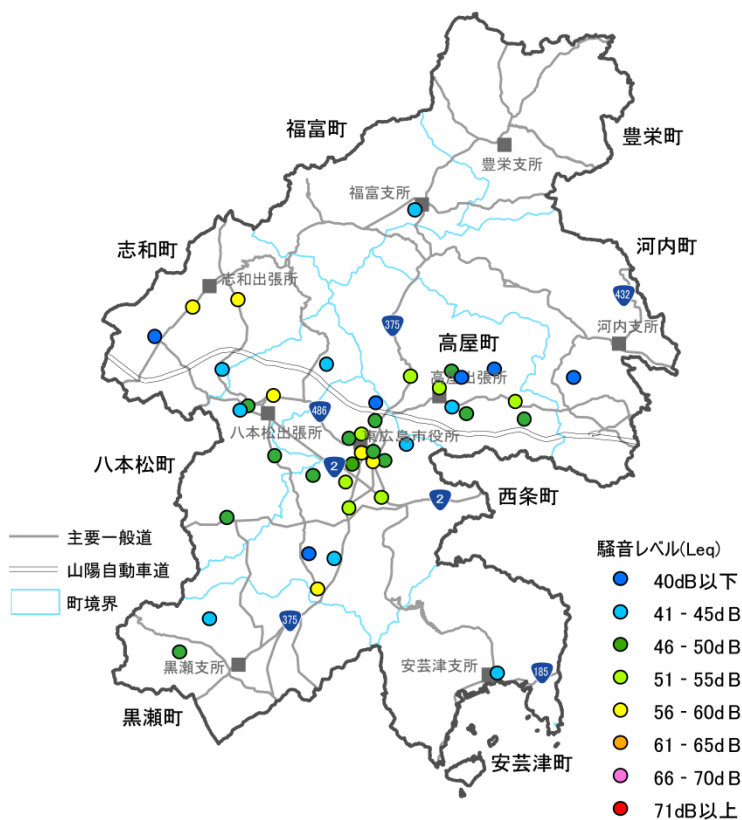 福富町
豊栄町
豊栄支所
福富支所
志和町
河内町
志和出張所
432
375
河内支所
高屋町
高屋出張所
486
東広島市役所
八本松出張所
八本松町
2
西条町
2
主要一般道
山陽自動車道
町境界
騒音レベル(Leq)
40dB以下
41 - 45dB
46 - 50dB
51 - 55dB
56 - 60dB
61 - 65dB
66 - 70dB
71dB以上
375
黒瀬支所
安芸津支所
185
黒瀬町
安芸津町